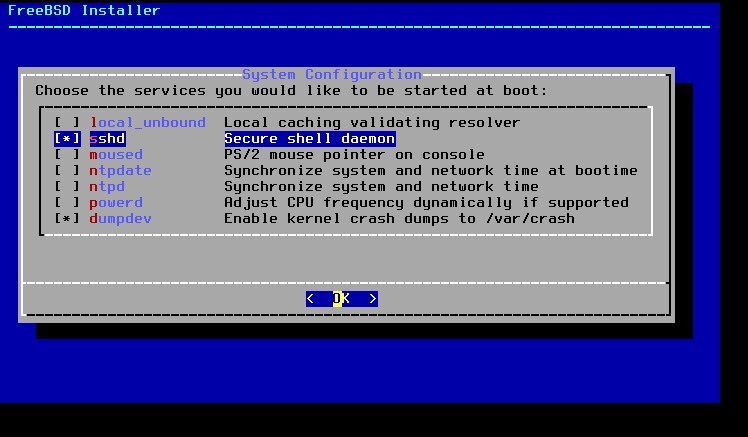 FreeBSD Installer
System Configuration
Choose the services you would like to be started at boot:
[ ] local_unbound Local caching validating resolver
[*] sshd Secure shell daemon
[ ] moused PS/2 mouse pointer on console
[ ] ntpdate Synchronize system and network time at bootime
[ ] ntpd Synchronize system and network time
[ ] powerd Adjust CPU frequency dynamically if supported
[*] dumpdev Enable kernel crash dumps to /var/crash
< OK >